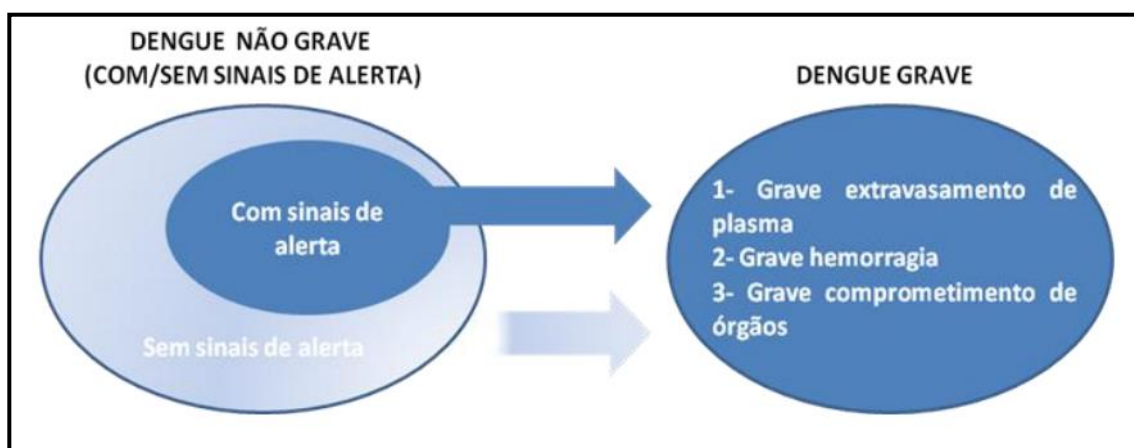 DENGUE NÃO GRAVE
(COM/SEM SINAIS DE ALERTA)
DENGUE GRAVE
Com sinais de
alerta
Sem sinais de alerta
1- Grave extravasamento de
plasma
2- Grave hemorragia
3- Grave comprometimento de
órgãos